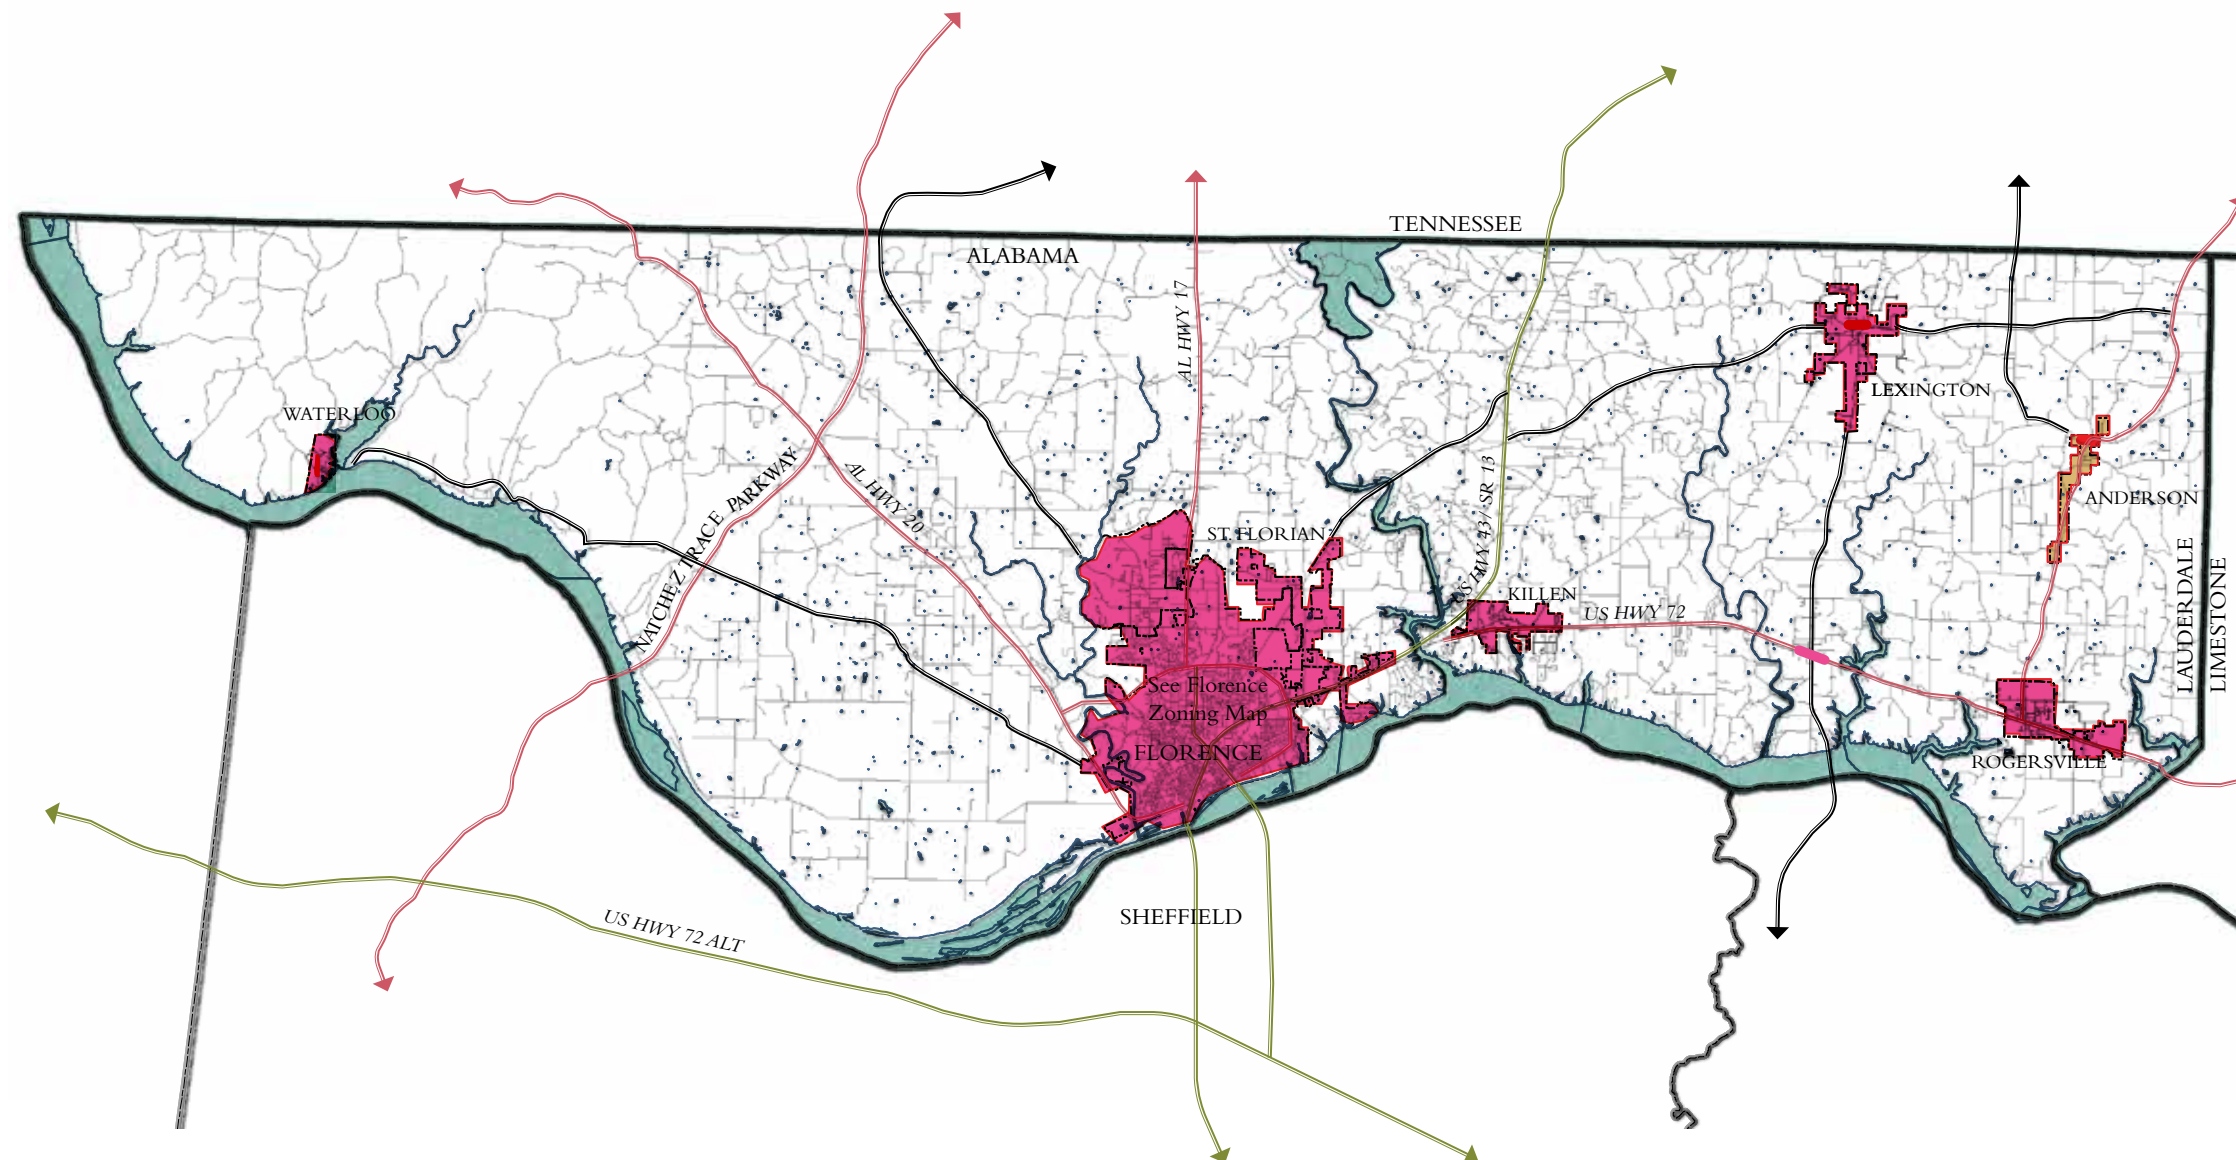 TENNESSEE
ALABAMA
AL HWY 17
LEXINGTON
WATERLOO
NATCHEZ TRACE PARKWAY
AL HWY 20
US HWY 43/ SR 13
ANDERSON
ST. FLORIAN
KILLEN
US HWY 72
LAUDERDALE
LIMESTONE
See Florence
Zoning Map
FLORENCE
ROGERSVILLE
SHEFFIELD
US HWY 72 ALT